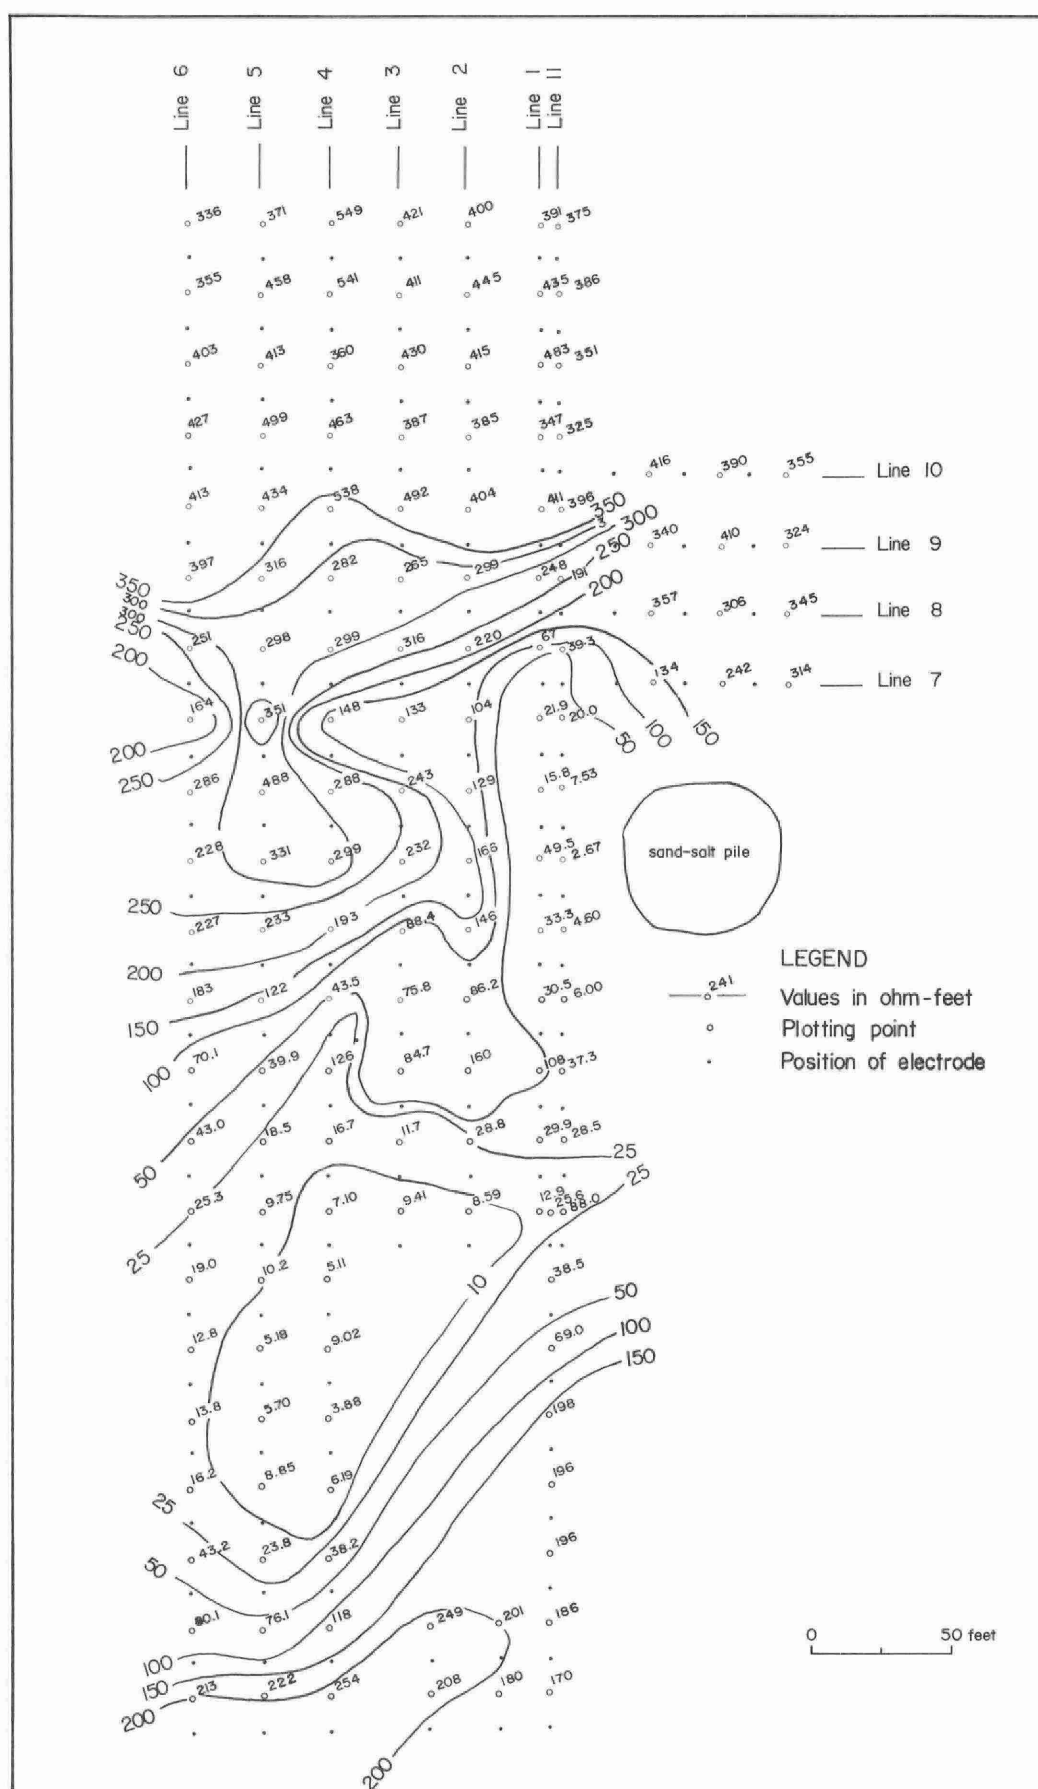 Line 6 Line 5 Line 4 Line 3 Line 2 Line 1 Line 11
336 371 549 421 400 391 375
355 458 541 411 445 435 386
403 413 360 430 415 483 351
427 499 463 387 385 347 325
416 390 355 Line 10
413 434 538 492 404 411 396 350
300
340 410 324 Line 9
250
397 316 282 265 299 248 191 200
350
300
300
357 306 345 Line 8
250
251 298 299 316 220 67 39.3
200
134 242 314 Line 7
164 351 148 133 104 21.9 20.0 50 100 150
200
250
286 488 288 243 129 15.8 7.53
228 331 299 232 168 49.5 2.67
sand-salt pile
250
227 233 193 88.4 146 33.3 4.60
LEGEND
200
183 122 43.5 75.8 86.2 30.5 6.00
241 Values in ohm-feet
150
Plotting point
100
70.1 39.9 126 84.7 160 108 37.3
Position of electrode
43.0 18.5 16.7 11.7 28.8 29.9 28.5
50
25
25
25.3 9.75 7.10 9.41 8.59 12.9 25.6 88.0
25
19.0 10.2 5.11 10 38.5
50
12.8 5.18 9.02 69.0
100
150
13.8 5.70 3.88 198
16.2 8.85 6.19 196
25
43.2 23.8 38.2 196
50
80.1 76.1 118 249 201 186
0 50 feet
100
150
213 222 254 208 180 170
200
200